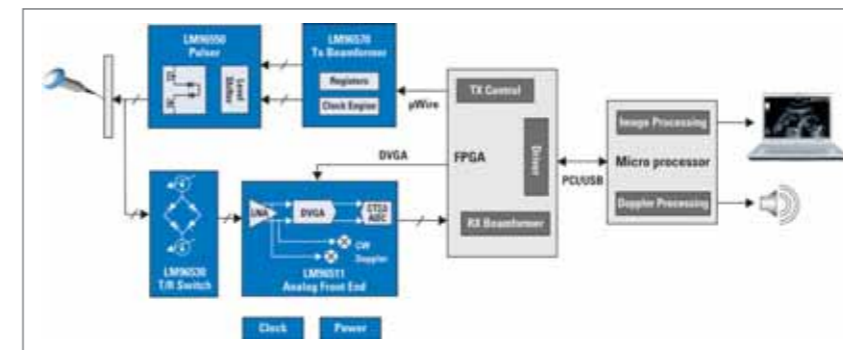 LM96550
Pulser
Level
Shifter
LM96570
Tx Beamformer
Registers
Clock Engine
µWire
TX Control
FPGA
Driver
RX Beamformer
DVGA
PCI/USB
Image Processing
Micro processor
Doppler Processing
LM96530
T/R Switch
LNA
DVGA
CTΣΔ
ADC
CW
Doppler
LM96511
Analog Front End
Clock
Power